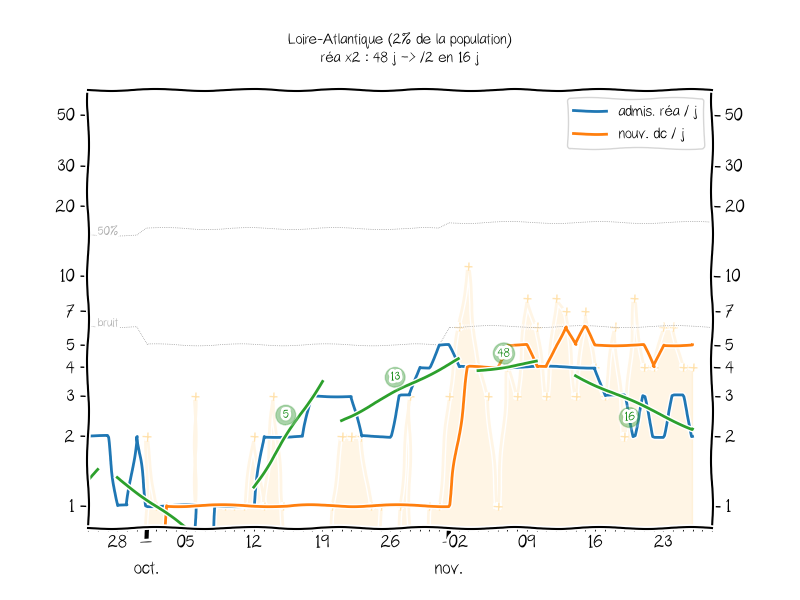 Loire-Atlantique (2% de la population)
réa x2 : 48 j -> /2 en 16 j
admis. réa / j
nouv. dc / j
50 50
30 30
20 20
50%
10 10
7 7
bruit
5 5
48
4 4
13
3 3
5
16
2 2
1 1
28 05 12 19 26 02 09 16 23
oct. nov.